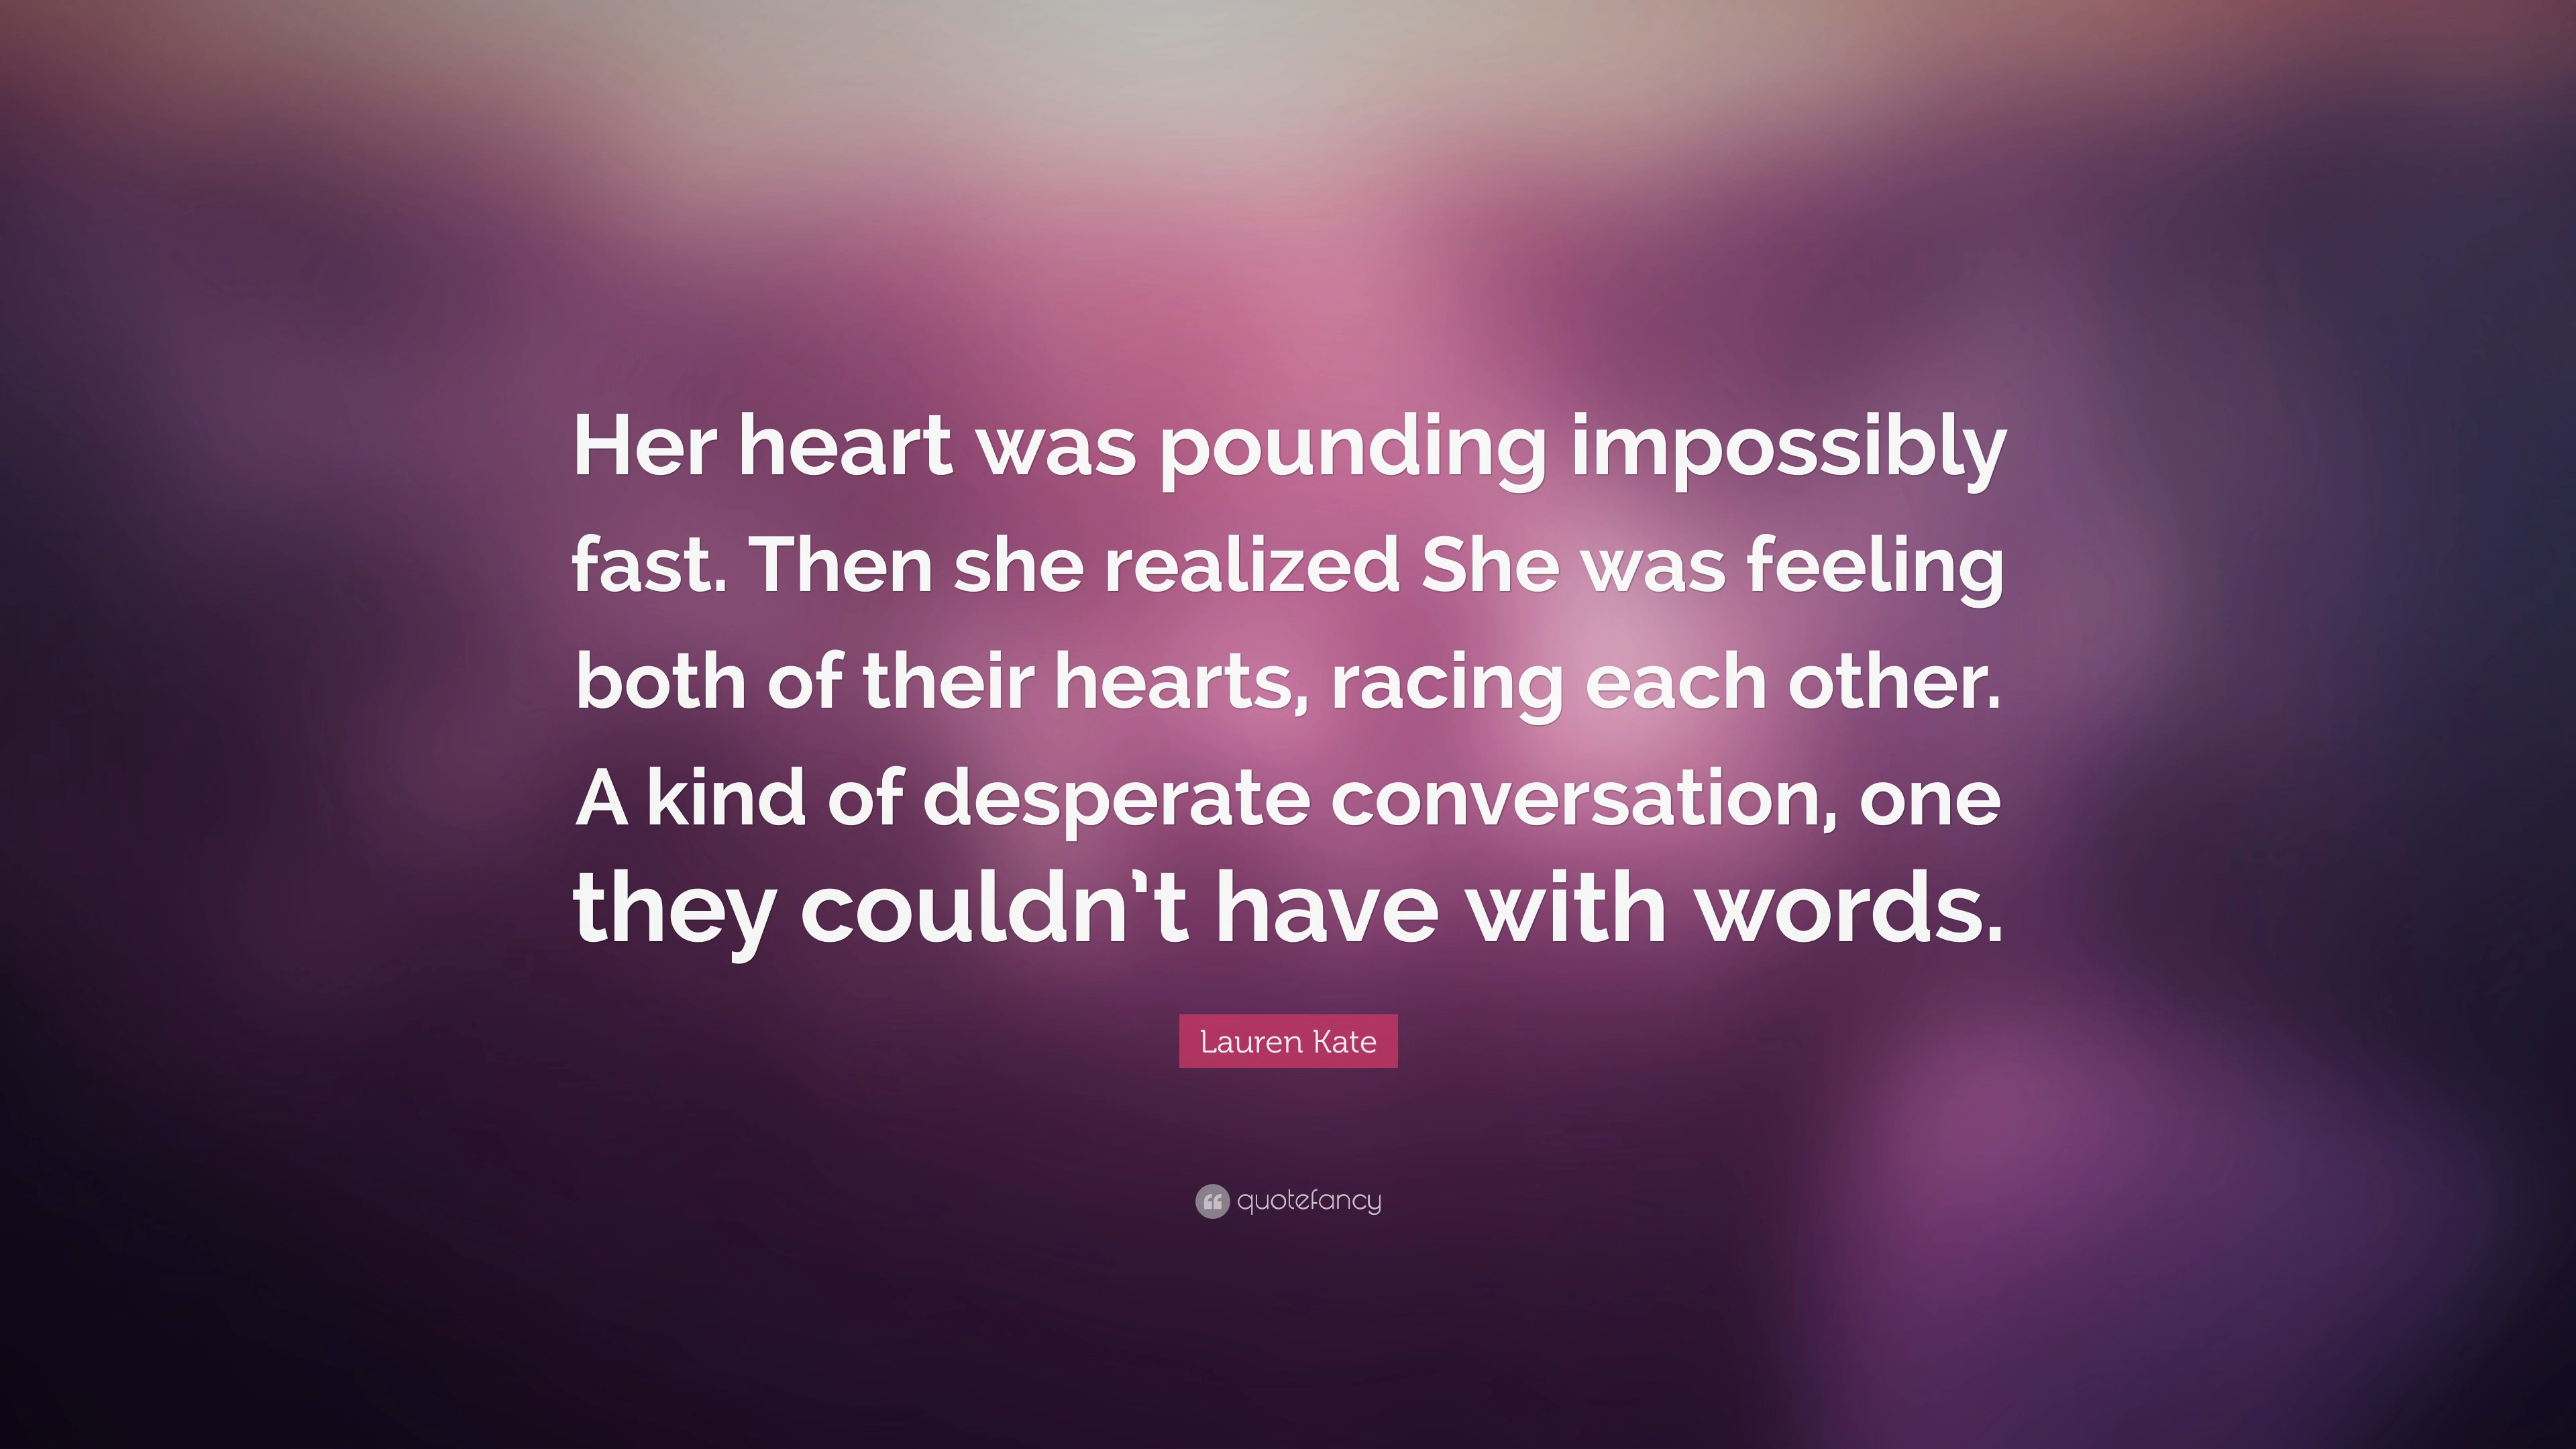 Her heart was pounding impossibly
fast. Then she realized She was feeling
both of their hearts, racing each other.
A kind of desperate conversation, one
they couldn’t have with words.
Lauren Kate
quotefancy